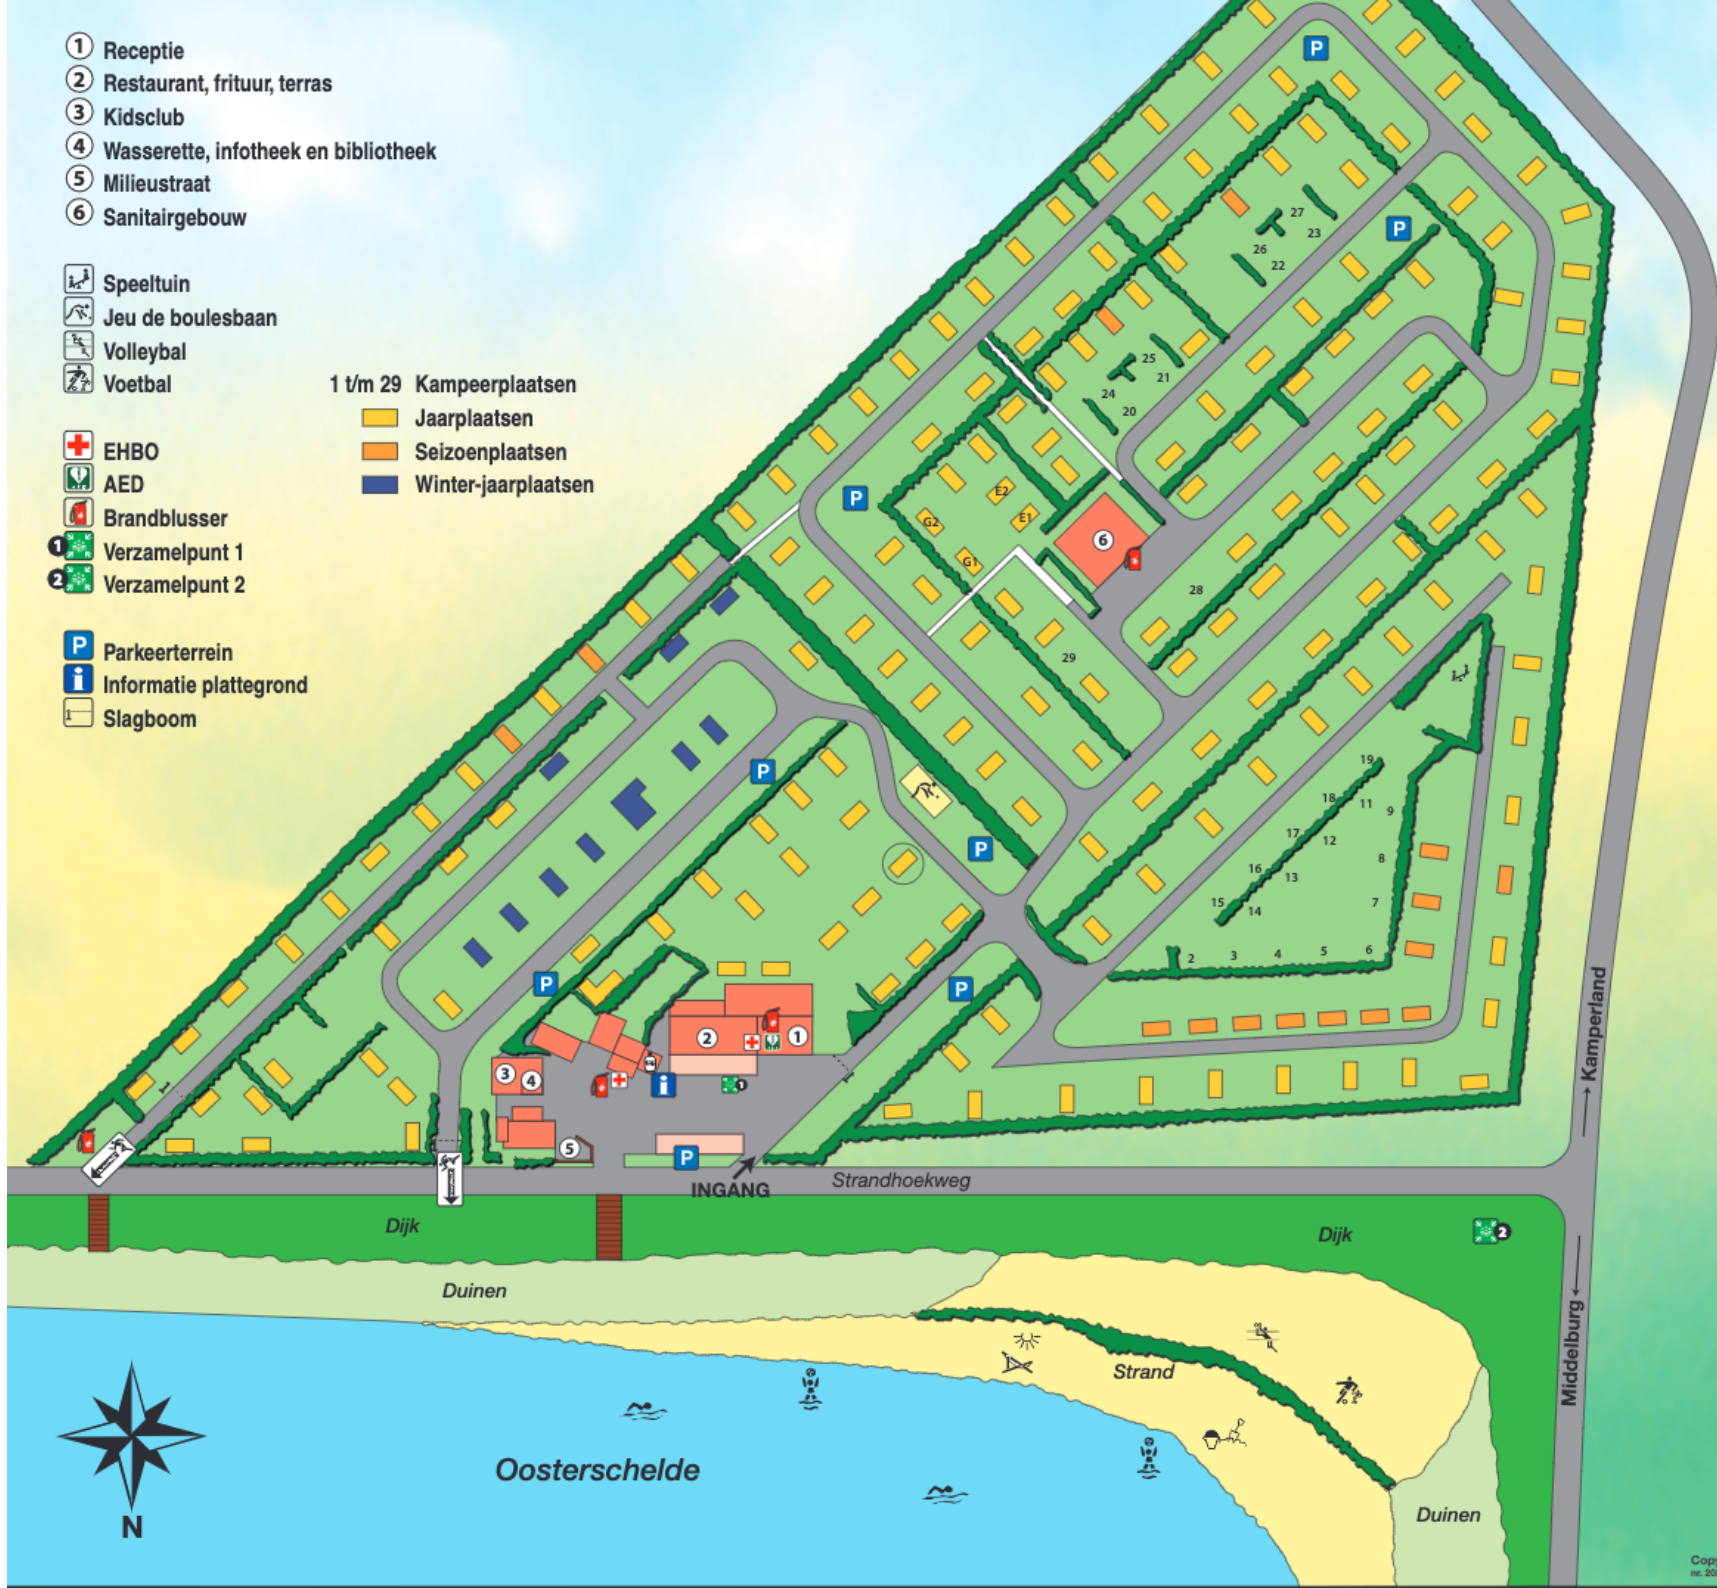 1 Receptie
2 Restaurant, frituur, terras
3 Kidsclub
4 Wasserette, infotheek en bibliotheek
5 Milieustraat
6 Sanitairgebouw
Speeltuin
Jeu de boulesbaan
Volleybal
Voetbal
1 t/m 29 Kampeerplaatsen
Jaarplaatsen
Seizoenplaatsen
Winter-jaarplaatsen
EHBO
AED
Brandblusser
1 Verzamelpunt 1
2 Verzamelpunt 2
P Parkeerterrein
i Informatie plattegrond
Slagboom
P
27
23
P
26
22
25
21
24
20
P
E2
E1
G2
G1
6
28
29
P
19
18
11
9
17
12
8
16
13
15
14
7
P
2
3
4
5
6
P
P
2
1
3
4
i
1
5
P
INGANG
Strandhoekweg
Kamperland
Middelburg
Dijk
Dijk
2
Duinen
Strand
Oosterschelde
Duinen
N